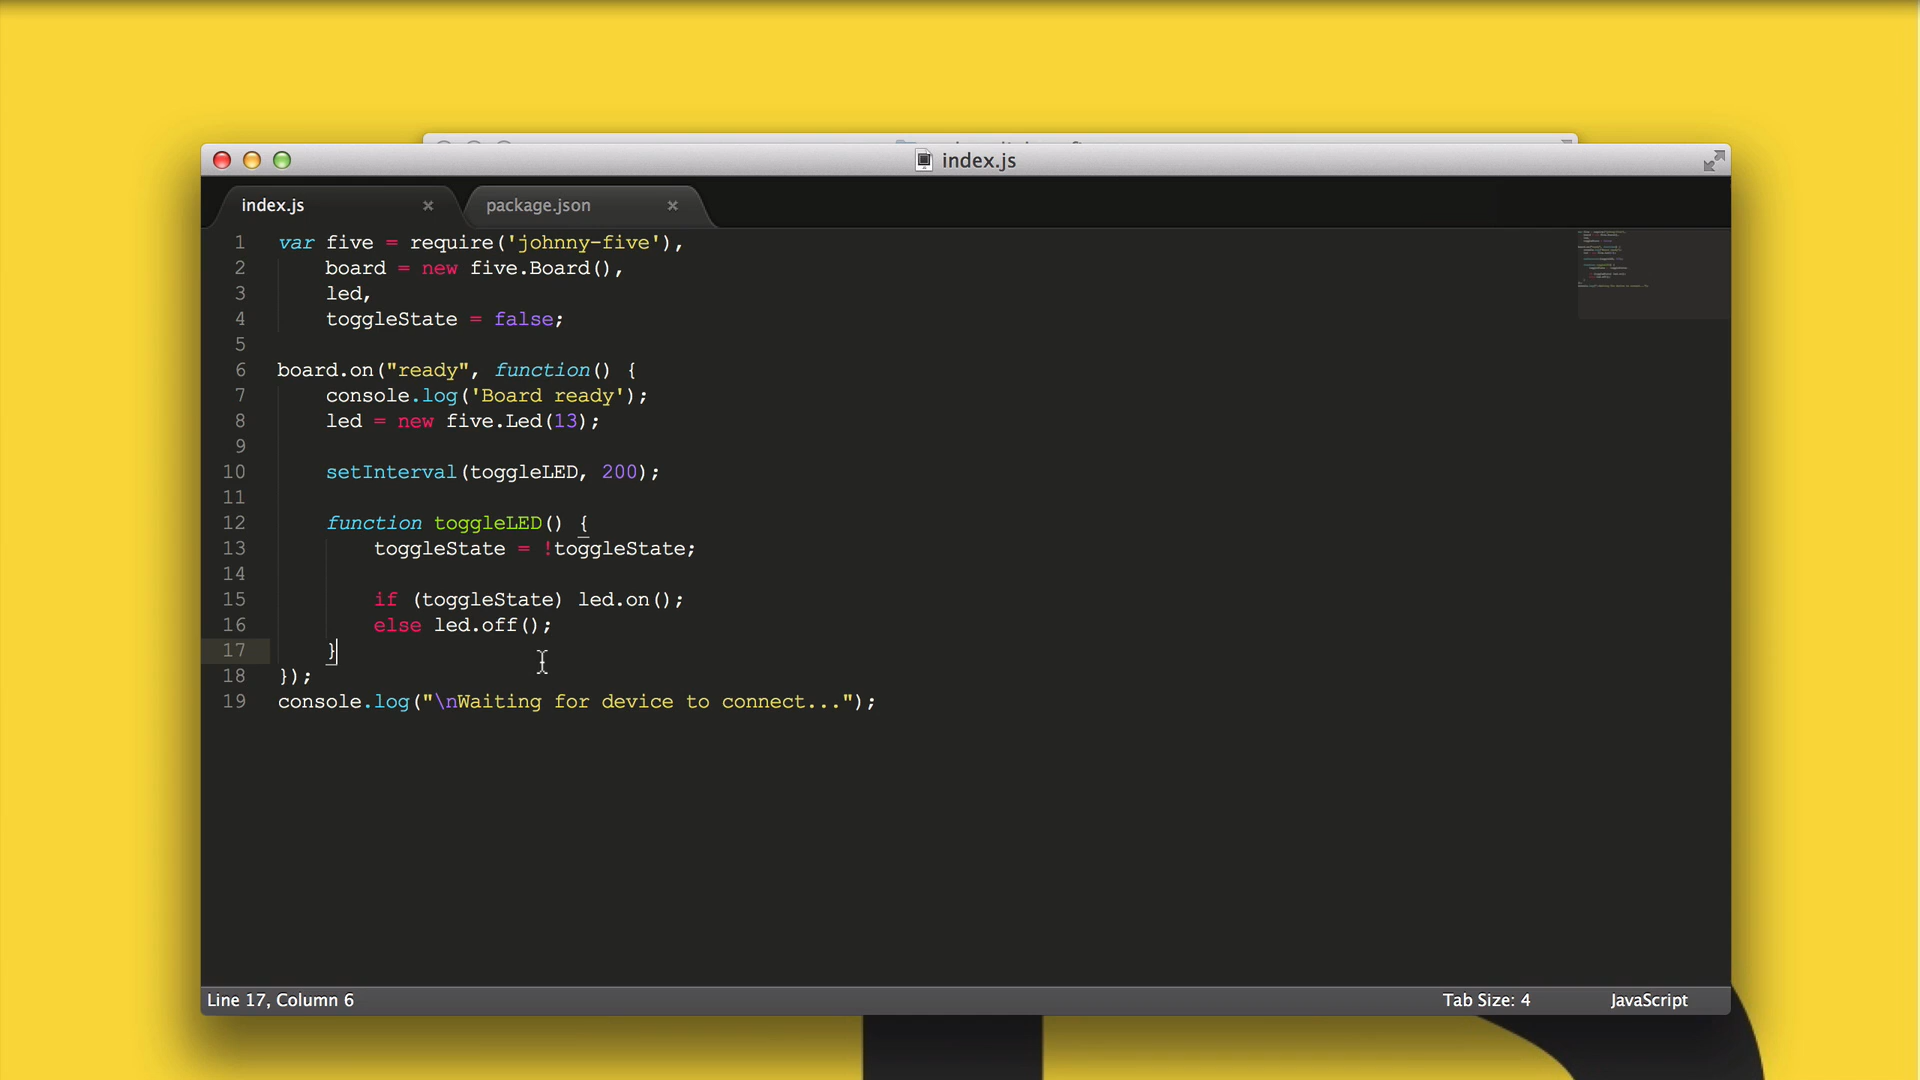 index.js
index.js × package.json ×
1 var five = require('johnny-five'),
2 board = new five.Board(),
3 led,
4 toggleState = false;
5
6 board.on("ready", function() {
7 console.log('Board ready');
8 led = new five.Led(13);
9
10 setInterval(toggleLED, 200);
11
12 function toggleLED() {
13 toggleState = !toggleState;
14
15 if (toggleState) led.on();
16 else led.off();
17 }
18 });
19 console.log("\nWaiting for device to connect...");
Line 17, Column 6 Tab Size: 4 JavaScript